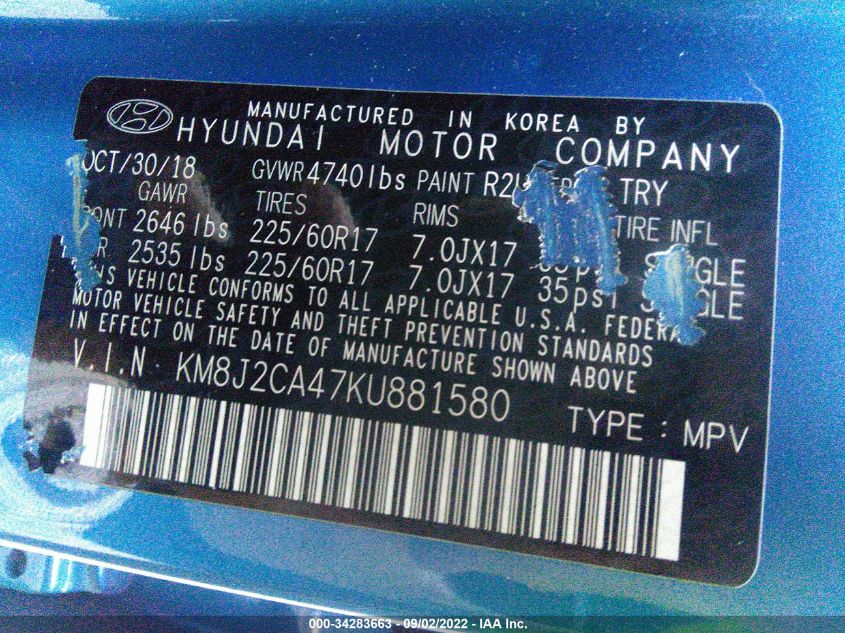 MANUFACTURED IN KOREA BY
HYUNDAI MOTOR COMPANY
OCT/30/18 GVWR 4740lbs PAINT TRY
GAWR TIRES RIMS TIRE INFL
2646 lbs 225/60R17 7.0JX17
2535 lbs 225/60R17 7.0JX17 35psi
VEHICLE CONFORMS TO ALL APPLICABLE U.S.A. FEDERAL
MOTOR VEHICLE SAFETY AND THEFT PREVENTION STANDARDS
IN EFFECT ON THE DATE OF MANUFACTURE SHOWN ABOVE
V.I.N KM8J2CA47KU881580 TYPE : MPV
000-34283663 - 09/02/2022 - IAA Inc.